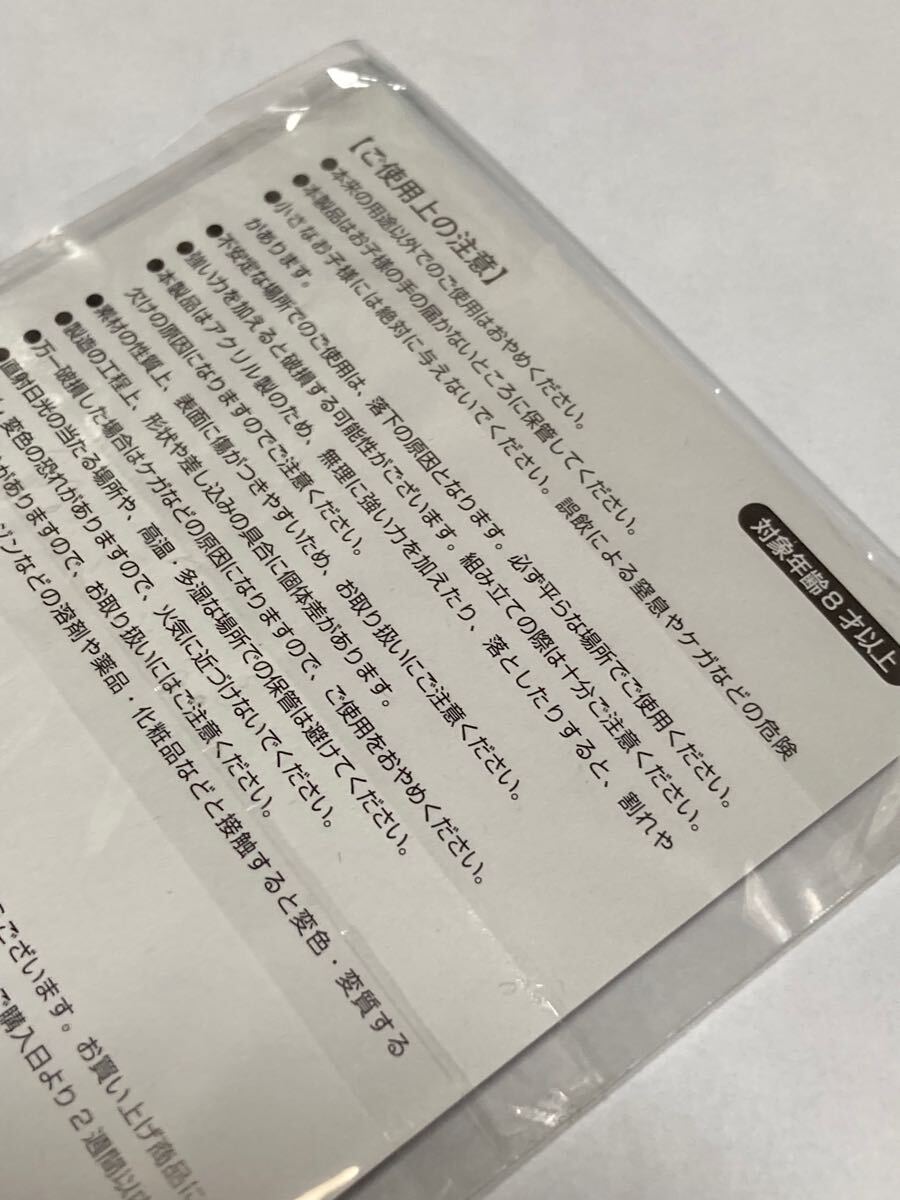 【ご使用上の注意】
●本来の用途以外でのご使用はおやめください。
●本製品はお子様の手の届かないところに保管してください。
●小さなお子様には絶対に与えないでください。誤飲による窒息やケガなどの危険
があります。
●不安定な場所でのご使用は、落下の原因となります。必ず平らな場所でご使用ください。
●強い力を加えると破損する可能性がございます。組み立ての際は十分ご注意ください。
●本製品はアクリル製のため、無理に強い力を加えたり、落としたりすると、割れや
欠けの原因になりますのでご注意ください。
●素材の性質上、表面に傷がつきやすいため、お取り扱いにご注意ください。
●製造の工程上、形状や差し込みの具合に個体差があります。
●万一破損した場合はケガなどの原因になりますので、ご使用をおやめください。
●直射日光の当たる場所や、高温・多湿な場所での保管は避けてください。
変色の恐れがありますので、火気に近づけないでください。
がありますので、お取り扱いにはご注意ください。
ジンなどの溶剤や薬品・化粧品などと接触すると変色・変質する
対象年齢8才以上
ございます。お買い上げ商品に
ご購入日より2週間以内